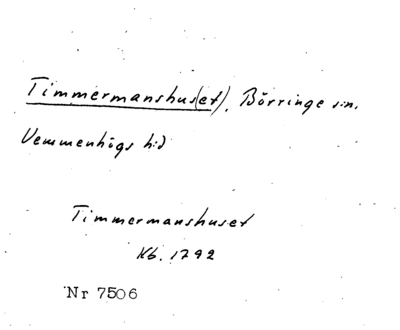 Timmermanshus(et), Börringe sn.
Vemmenhögs hd
Timmermanshuset
Kb. 1792
Nr 7506